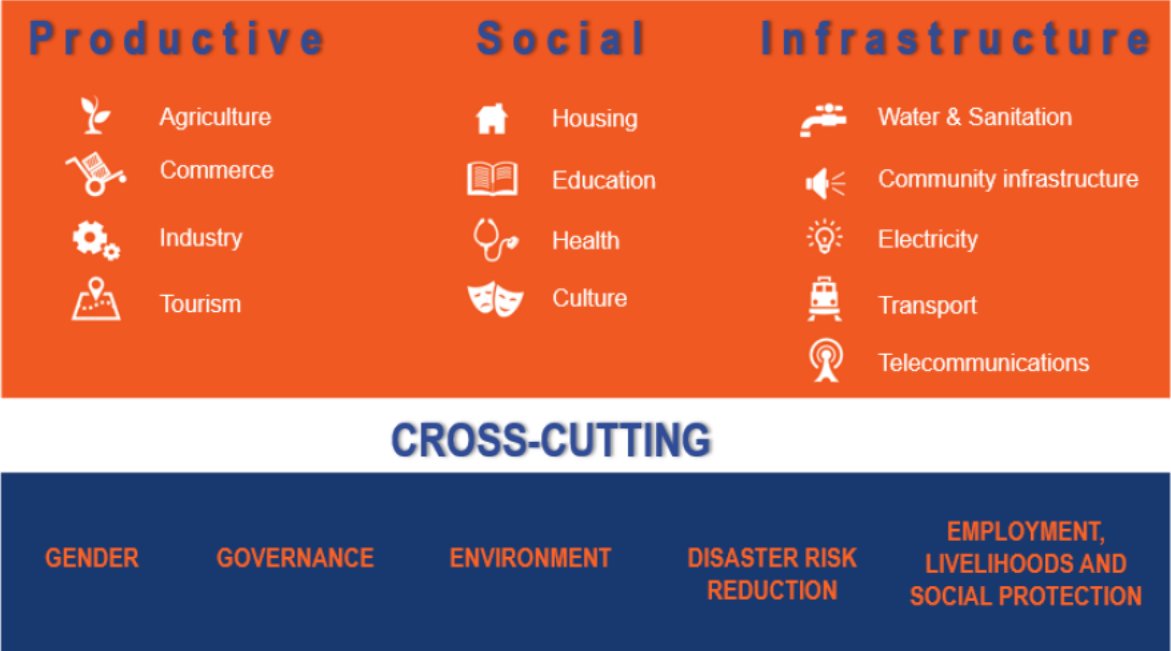 Productive
Agriculture
Commerce
Industry
Tourism
Social
Housing
Education
Health
Culture
Infrastructure
Water & Sanitation
Community infrastructure
Electricity
Transport
Telecommunications
CROSS-CUTTING
GENDER
GOVERNANCE
ENVIRONMENT
DISASTER RISK
REDUCTION
EMPLOYMENT,
LIVELIHOODS AND
SOCIAL PROTECTION